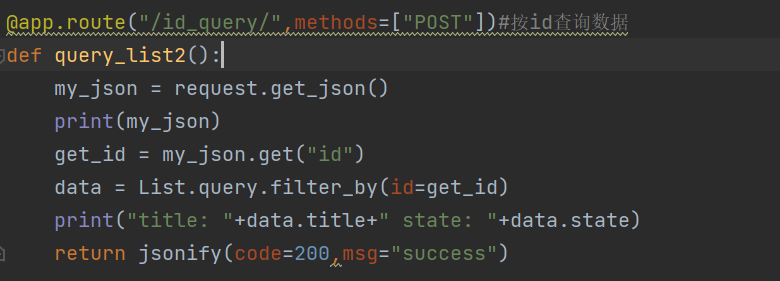 @app.route("/id_query/",methods=["POST"])#按id查询数据
def query_list2():
    my_json = request.get_json()
    print(my_json)
    get_id = my_json.get("id")
    data = List.query.filter_by(id=get_id)
    print("title: "+data.title+" state: "+data.state)
    return jsonify(code=200,msg="success")